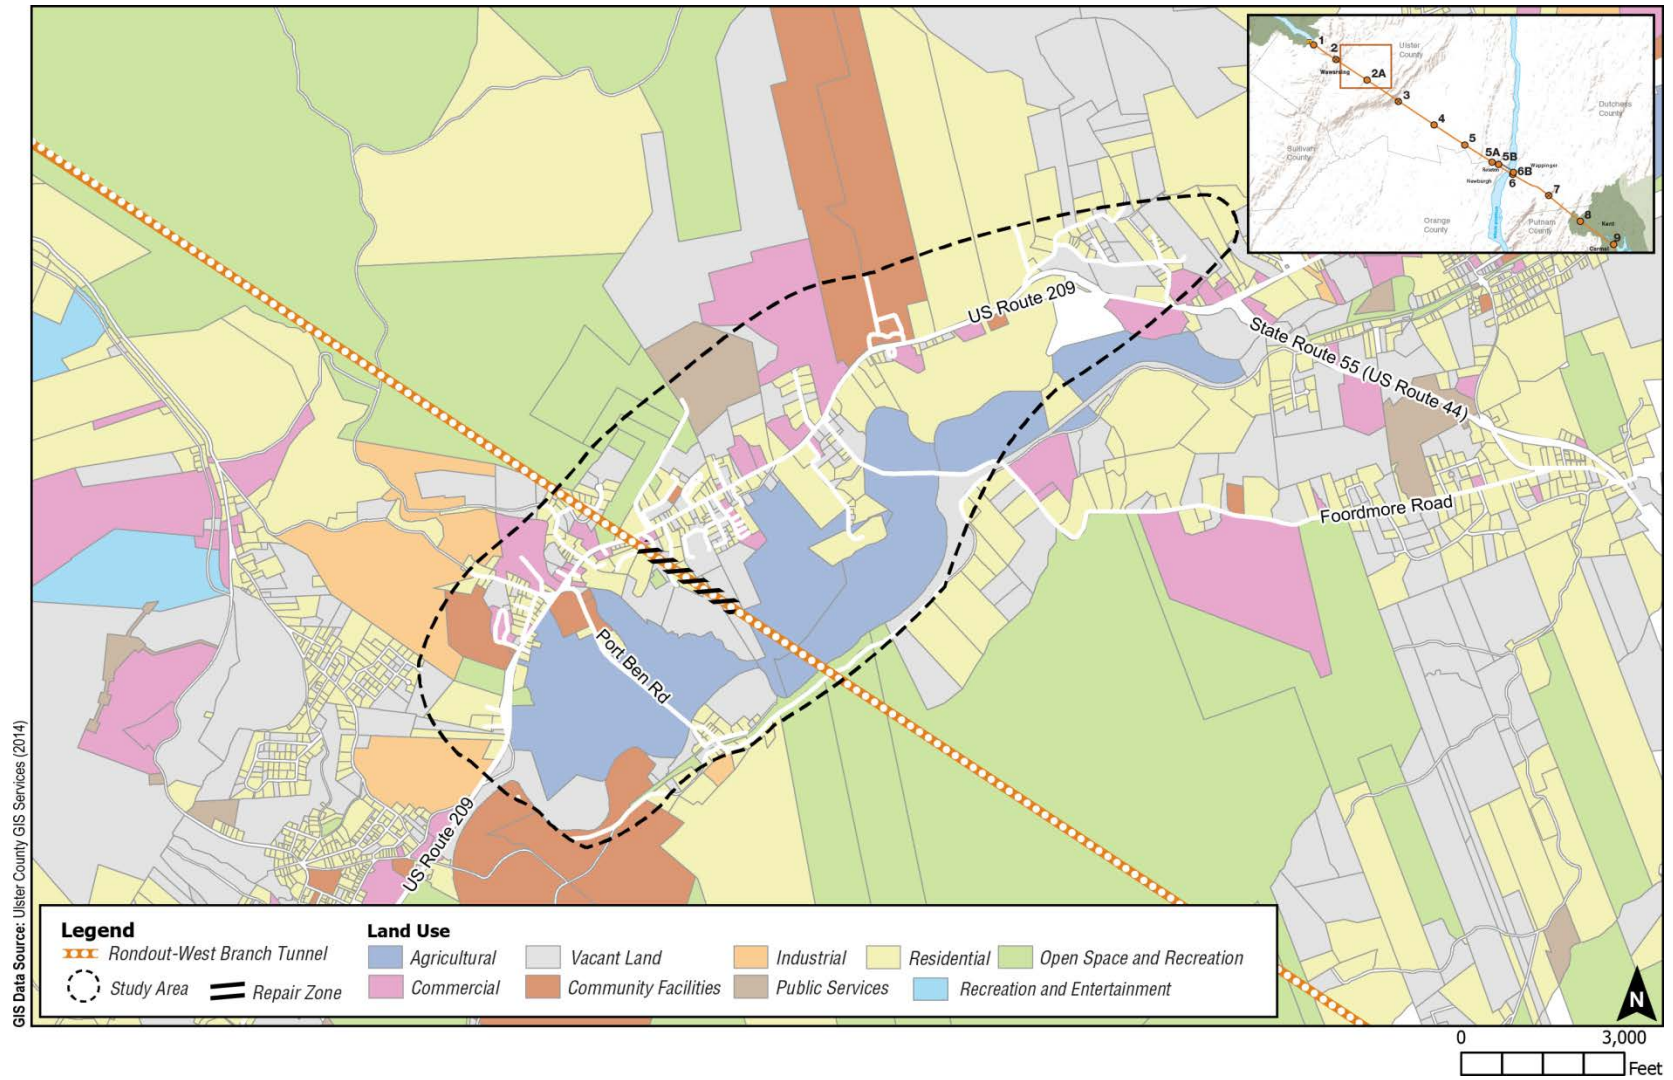 1
2
Ulster
County
Wawarsing
2A
3
Dutchess
County
4
Sullivan
County
5
5A
5B
Wappinger
Newburgh
6B
6
7
Orange
County
Putnam
County
8
Kent
9
Carmel
US Route 209
State Route 55 (US Route 44)
Foordmore Road
Port Ben Rd
US Route 209
GIS Data Source: Ulster County GIS Services (2014)
Legend
Rondout-West Branch Tunnel
Study Area
Repair Zone
Land Use
Agricultural
Vacant Land
Industrial
Residential
Open Space and Recreation
Commercial
Community Facilities
Public Services
Recreation and Entertainment
N
0
3,000
Feet